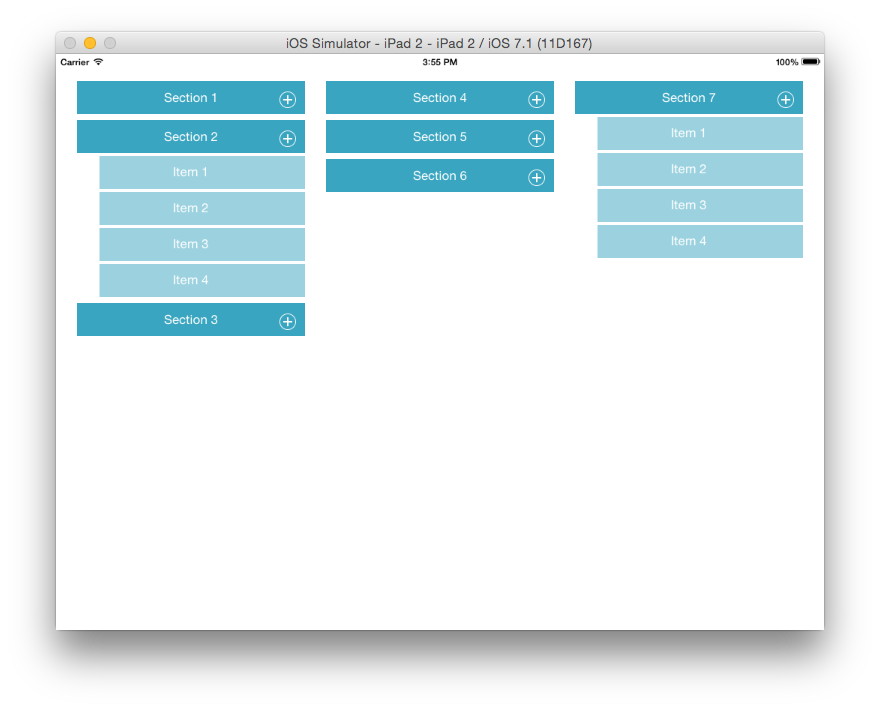 iOS Simulator - iPad 2 - iPad 2 / iOS 7.1 (11D167)
Carrier
3:55 PM
100%
Section 1
Section 2
Item 1
Item 2
Item 3
Item 4
Section 3
Section 4
Section 5
Section 6
Section 7
Item 1
Item 2
Item 3
Item 4